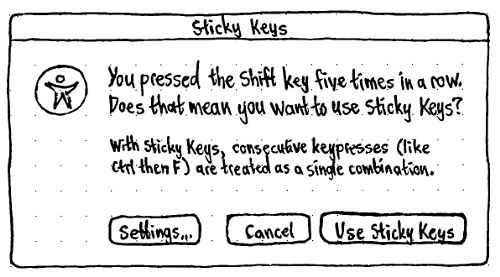 Sticky Keys
You pressed the Shift key five times in a row.
Does that mean you want to use Sticky Keys?
With Sticky Keys, consecutive keypresses (like
Ctrl then F) are treated as a single combination.
Settings... Cancel Use Sticky Keys